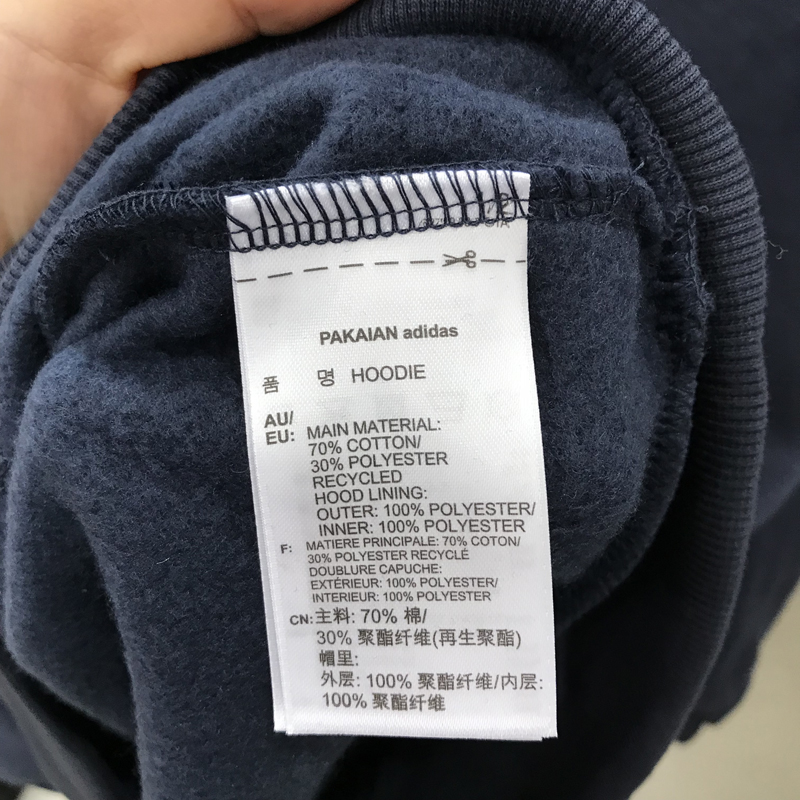 PAKAIAN adidas
품 명 HOODIE
AU/
EU: MAIN MATERIAL:
70% COTTON/
30% POLYESTER
RECYCLED
HOOD LINING:
OUTER: 100% POLYESTER/
INNER: 100% POLYESTER
F: MATIERE PRINCIPALE: 70% COTON/
30% POLYESTER RECYCLÉ
DOUBLURE CAPUCHE:
EXTÉRIEUR: 100% POLYESTER/
INTERIEUR: 100% POLYESTER
CN: 主料: 70% 棉/
30% 聚酯纤维(再生聚酯)
帽里:
外层: 100% 聚酯纤维/内层:
100% 聚酯纤维